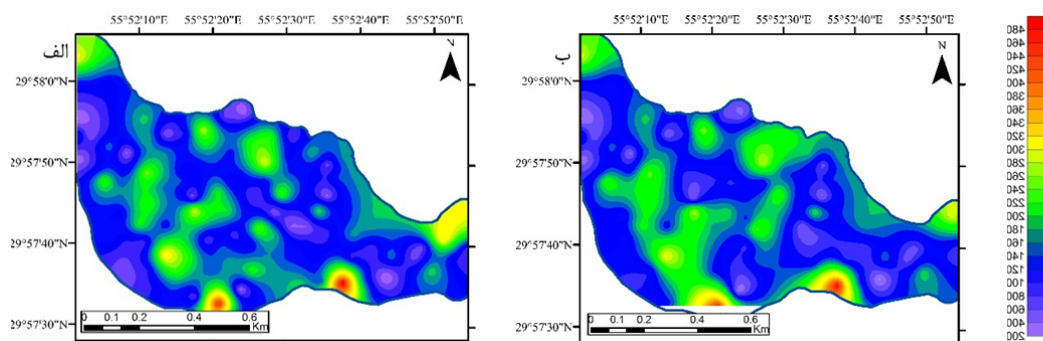 55°52'10"E 55°52'20"E 55°52'30"E 55°52'40"E 55°52'50"E
الف
N
29°58'0"N
29°57'50"N
29°57'40"N
29°57'30"N
0 0.1 0.2 0.4 0.6
Km
55°52'10"E 55°52'20"E 55°52'30"E 55°52'40"E 55°52'50"E
ب
N
29°58'0"N
29°57'50"N
29°57'40"N
29°57'30"N
0 0.1 0.2 0.4 0.6
Km
480
460
440
420
400
380
360
340
320
300
280
260
240
220
200
180
160
140
120
100
800
600
400
200